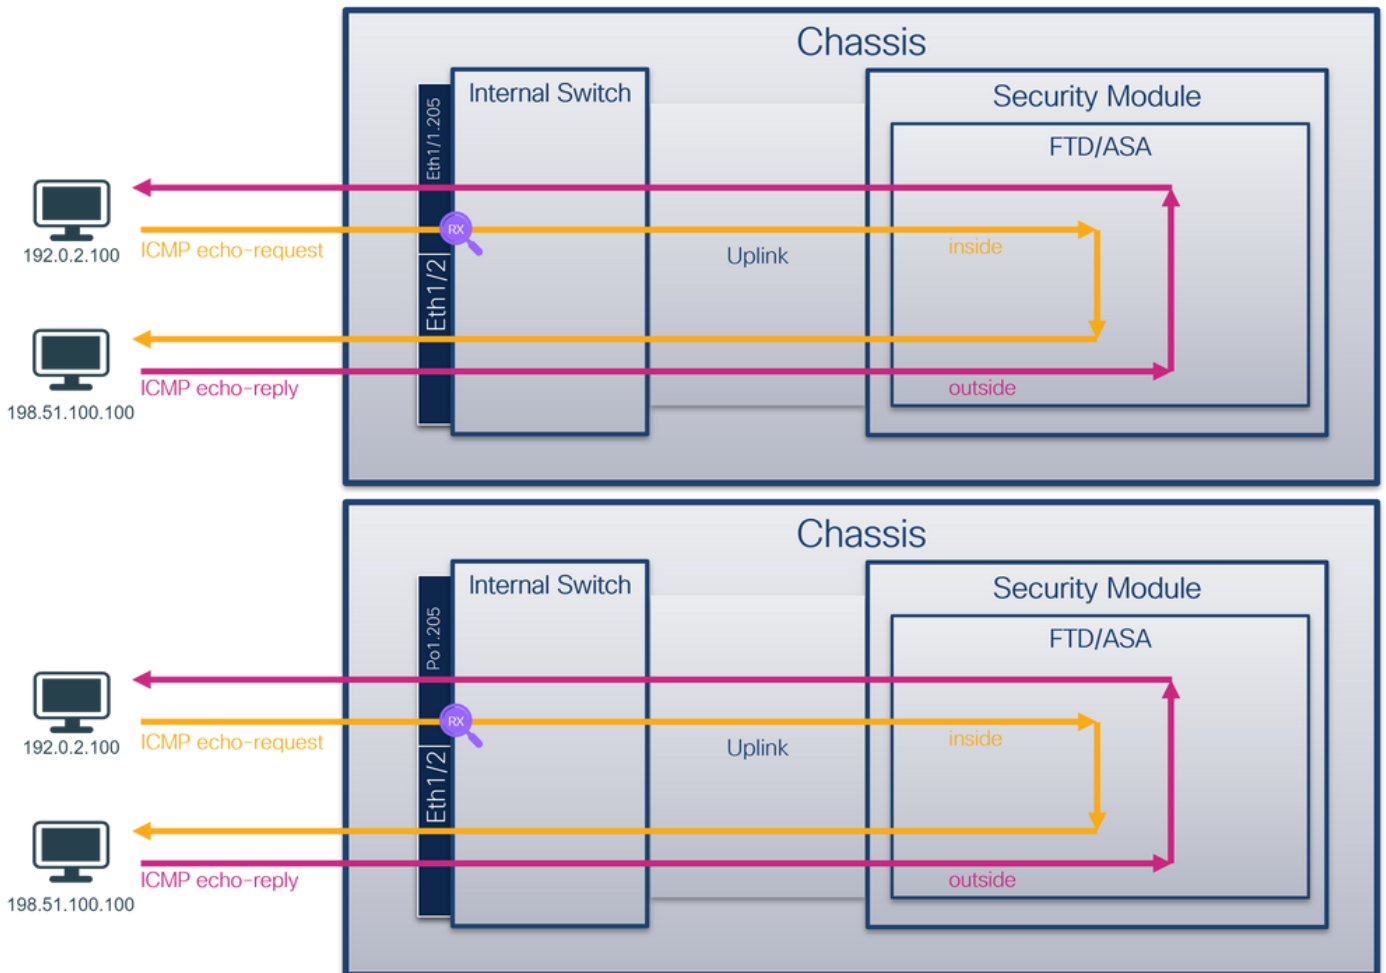 Chassis
Internal Switch
Security Module
FTD/ASA
Eth1/1.205
RX
192.0.2.100
ICMP echo-request
Uplink
inside
Eth1/2
198.51.100.100
ICMP echo-reply
outside
Chassis
Internal Switch
Security Module
FTD/ASA
Po1.205
RX
192.0.2.100
ICMP echo-request
Uplink
inside
Eth1/2
198.51.100.100
ICMP echo-reply
outside